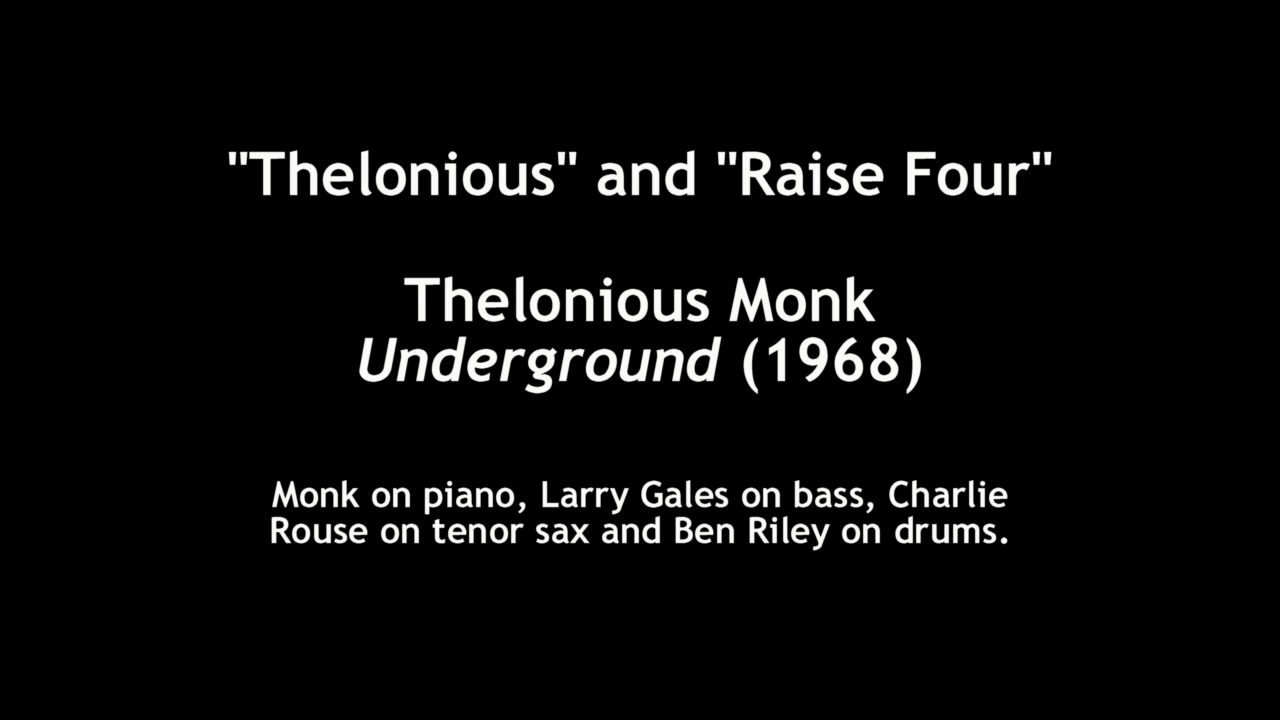 "Thelonious" and "Raise Four"
Thelonious Monk
Underground (1968)
Monk on piano, Larry Gales on bass, Charlie
Rouse on tenor sax and Ben Riley on drums.